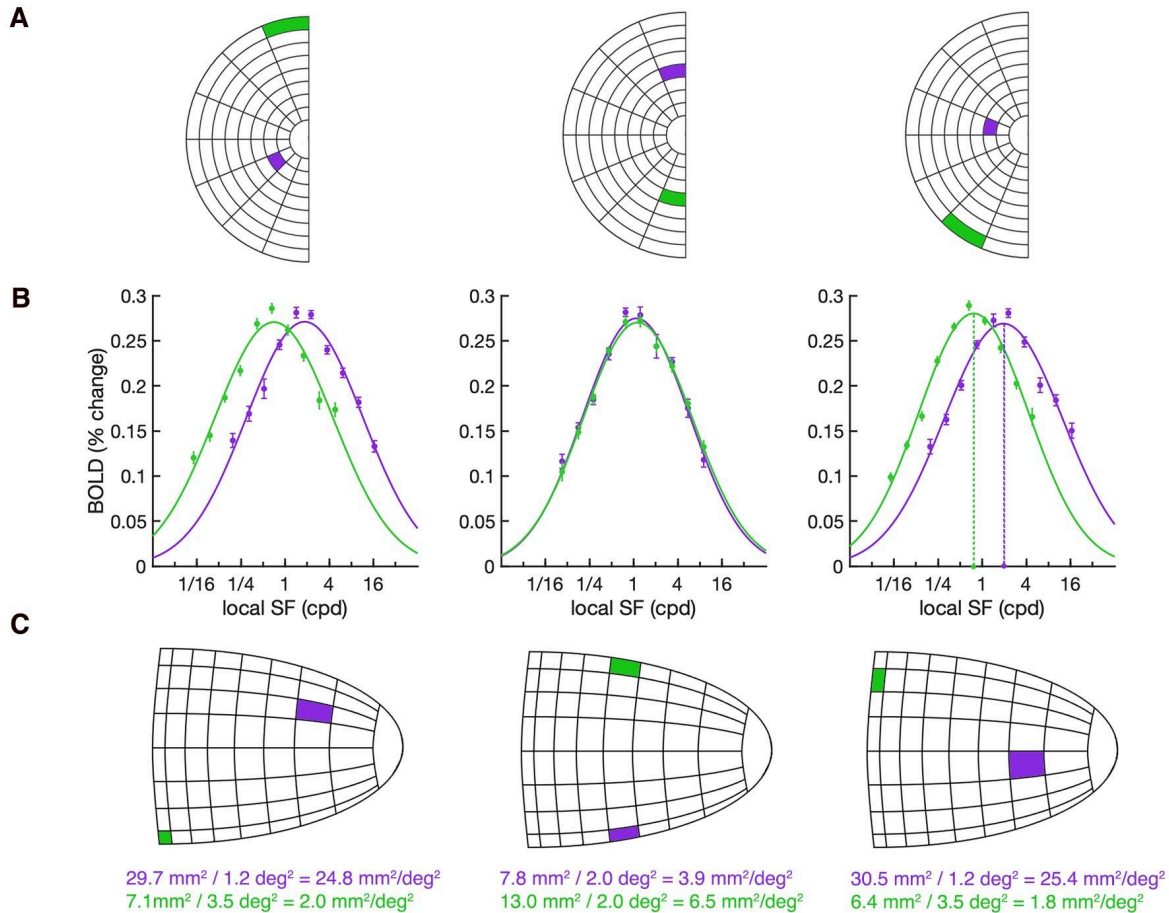 A
B
0.3
0.25
0.2
0.15
0.1
0.05
0
BOLD (% change)
1/16 1/4 1 4 16
local SF (cpd)
0.3
0.25
0.2
0.15
0.1
0.05
0
1/16 1/4 1 4 16
local SF (cpd)
0.3
0.25
0.2
0.15
0.1
0.05
0
1/16 1/4 1 4 16
local SF (cpd)
C
29.7 mm² / 1.2 deg² = 24.8 mm²/deg²
7.1mm² / 3.5 deg² = 2.0 mm²/deg²
7.8 mm² / 2.0 deg² = 3.9 mm²/deg²
13.0 mm² / 2.0 deg² = 6.5 mm²/deg²
30.5 mm² / 1.2 deg² = 25.4 mm²/deg²
6.4 mm² / 3.5 deg² = 1.8 mm²/deg²